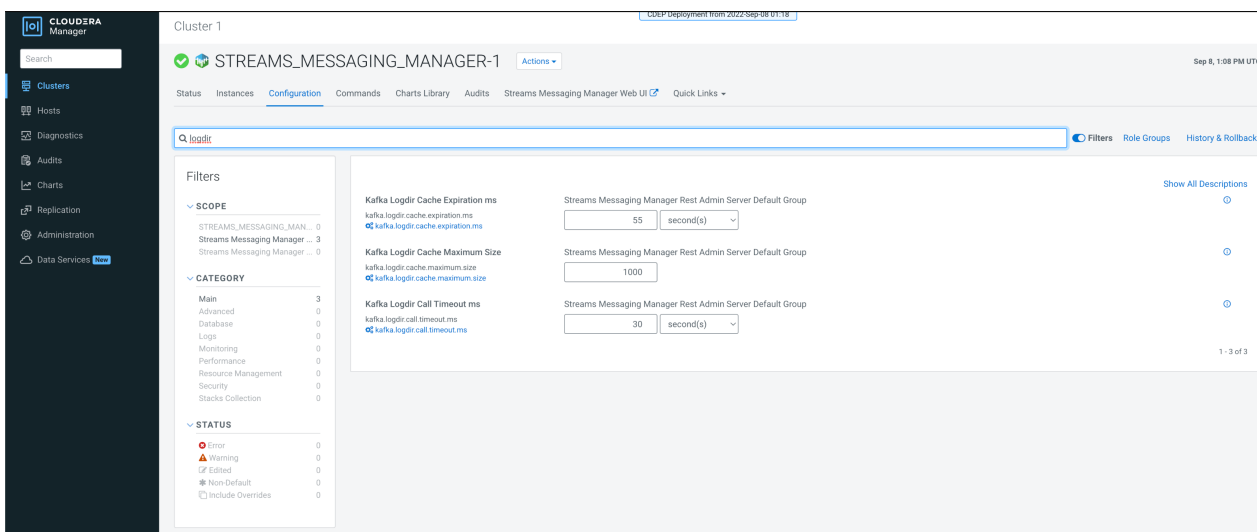 CLOUDERA
Manager
Search
Clusters
Hosts
Diagnostics
Audits
Charts
Replication
Administration
Data Services New
CDEP Deployment from 2022-Sep-08 01:18
Cluster 1
STREAMS_MESSAGING_MANAGER-1 Actions
Sep 8, 1:08 PM UTC
Status Instances Configuration Commands Charts Library Audits Streams Messaging Manager Web UI Quick Links
logdir
Filters Role Groups History & Rollback
Filters
SCOPE
STREAMS_MESSAGING_MAN... 0
Streams Messaging Manager ... 3
Streams Messaging Manager ... 0
CATEGORY
Main 3
Advanced 0
Database 0
Logs 0
Monitoring 0
Performance 0
Resource Management 0
Security 0
Stacks Collection 0
STATUS
Error 0
Warning 0
Edited 0
Non-Default 0
Include Overrides 0
Show All Descriptions
Kafka Logdir Cache Expiration ms Streams Messaging Manager Rest Admin Server Default Group
kafka.logdir.cache.expiration.ms
kafka.logdir.cache.expiration.ms
55 second(s)
Kafka Logdir Cache Maximum Size Streams Messaging Manager Rest Admin Server Default Group
kafka.logdir.cache.maximum.size
kafka.logdir.cache.maximum.size
1000
Kafka Logdir Call Timeout ms Streams Messaging Manager Rest Admin Server Default Group
kafka.logdir.call.timeout.ms
kafka.logdir.call.timeout.ms
30 second(s)
1 - 3 of 3